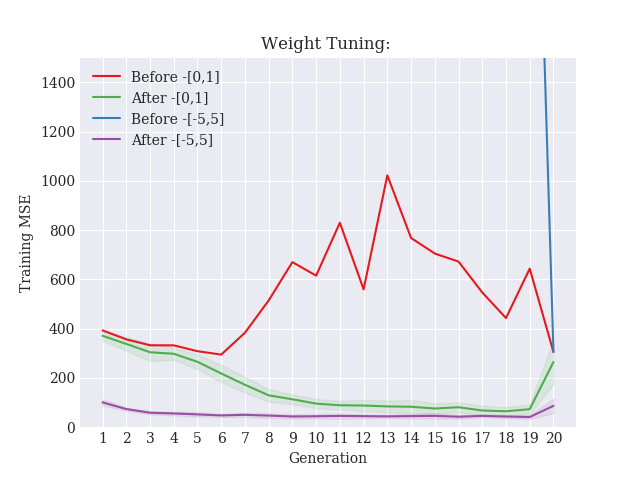 Weight Tuning:
Before -[0,1]
After -[0,1]
Before -[-5,5]
After -[-5,5]
Training MSE
1400
1200
1000
800
600
400
200
0
1 2 3 4 5 6 7 8 9 10 11 12 13 14 15 16 17 18 19 20
Generation